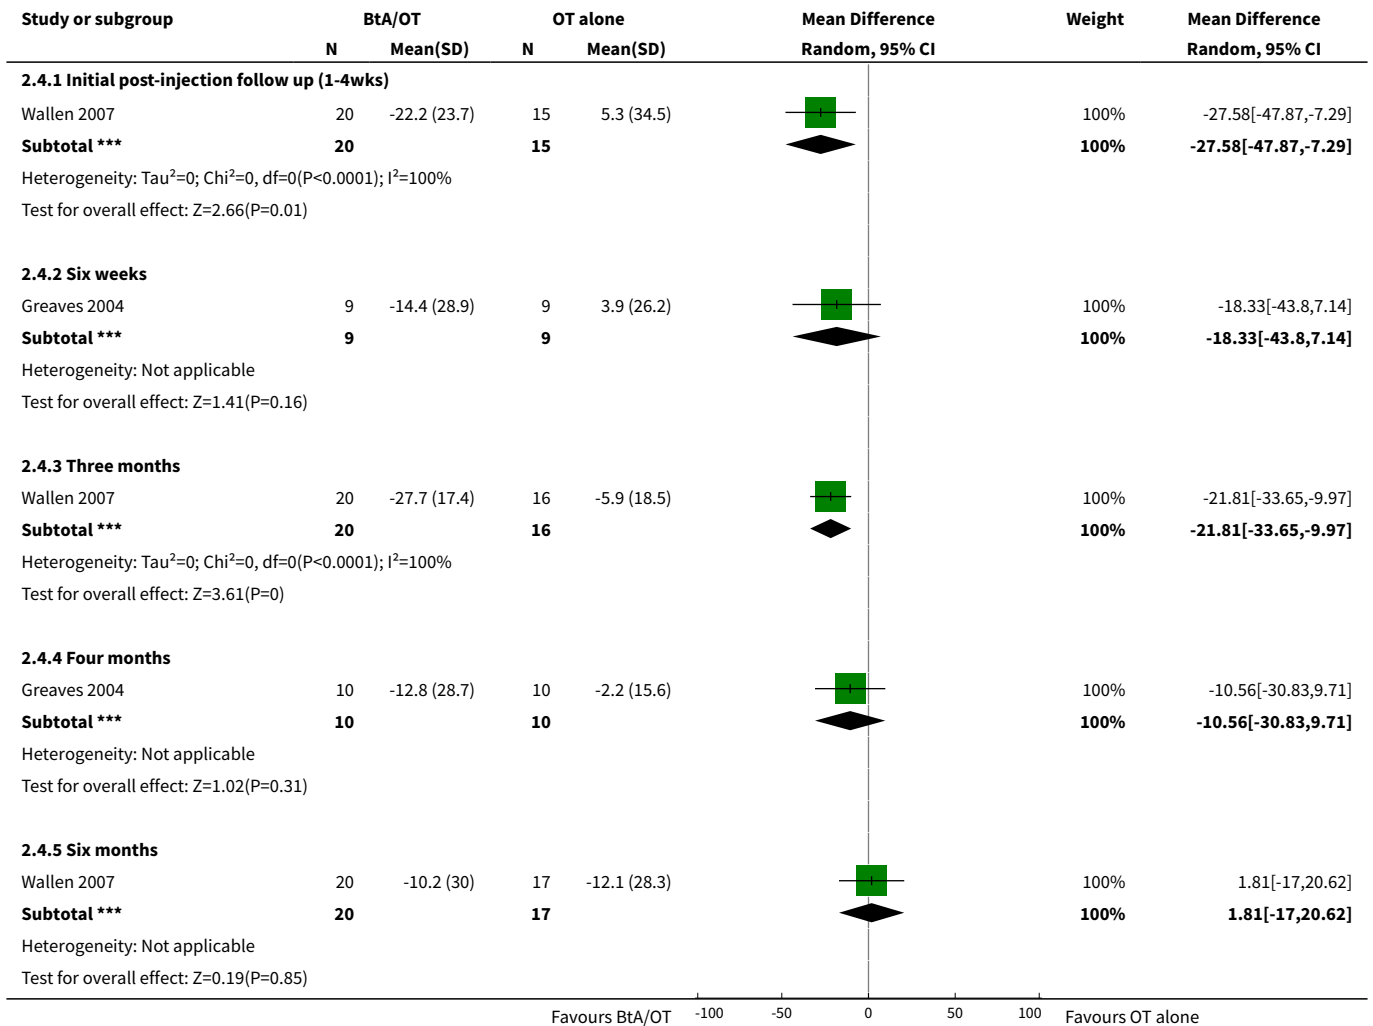 Study or subgroup BtA/OT OT alone Mean Difference Weight Mean Difference
N Mean(SD) N Mean(SD) Random, 95% CI Random, 95% CI
2.4.1 Initial post-injection follow up (1-4wks)
Wallen 2007 20 -22.2 (23.7) 15 5.3 (34.5) 100% -27.58[-47.87,-7.29]
Subtotal *** 20 15 100% -27.58[-47.87,-7.29]
Heterogeneity: Tau²=0; Chi²=0, df=0(P<0.0001); I²=100%
Test for overall effect: Z=2.66(P=0.01)
2.4.2 Six weeks
Greaves 2004 9 -14.4 (28.9) 9 3.9 (26.2) 100% -18.33[-43.8,7.14]
Subtotal *** 9 9 100% -18.33[-43.8,7.14]
Heterogeneity: Not applicable
Test for overall effect: Z=1.41(P=0.16)
2.4.3 Three months
Wallen 2007 20 -27.7 (17.4) 16 -5.9 (18.5) 100% -21.81[-33.65,-9.97]
Subtotal *** 20 16 100% -21.81[-33.65,-9.97]
Heterogeneity: Tau²=0; Chi²=0, df=0(P<0.0001); I²=100%
Test for overall effect: Z=3.61(P=0)
2.4.4 Four months
Greaves 2004 10 -12.8 (28.7) 10 -2.2 (15.6) 100% -10.56[-30.83,9.71]
Subtotal *** 10 10 100% -10.56[-30.83,9.71]
Heterogeneity: Not applicable
Test for overall effect: Z=1.02(P=0.31)
2.4.5 Six months
Wallen 2007 20 -10.2 (30) 17 -12.1 (28.3) 100% 1.81[-17,20.62]
Subtotal *** 20 17 100% 1.81[-17,20.62]
Heterogeneity: Not applicable
Test for overall effect: Z=0.19(P=0.85)
Favours BtA/OT -100 -50 0 50 100 Favours OT alone